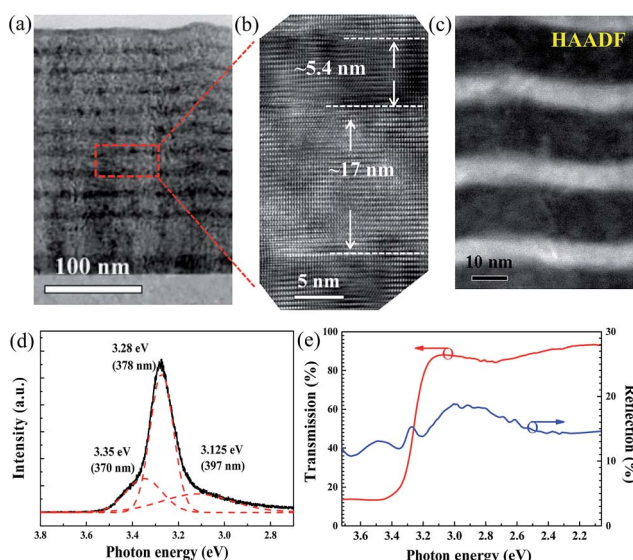 (a)
100 nm
(b)
~5.4 nm
~17 nm
5 nm
(c)
HAADF
10 nm
(d)
3.28 eV
(378 nm)
3.35 eV
(370 nm)
3.125 eV
(397 nm)
Intensity (a.u.)
3.8 3.6 3.4 3.2 3.0 2.8
Photon energy (eV)
(e)
100
80
60
40
20
0
Transmission (%)
30
20
10
0
Reflection (%)
3.6 3.4 3.2 3.0 2.8 2.6 2.4 2.2
Photon energy (eV)